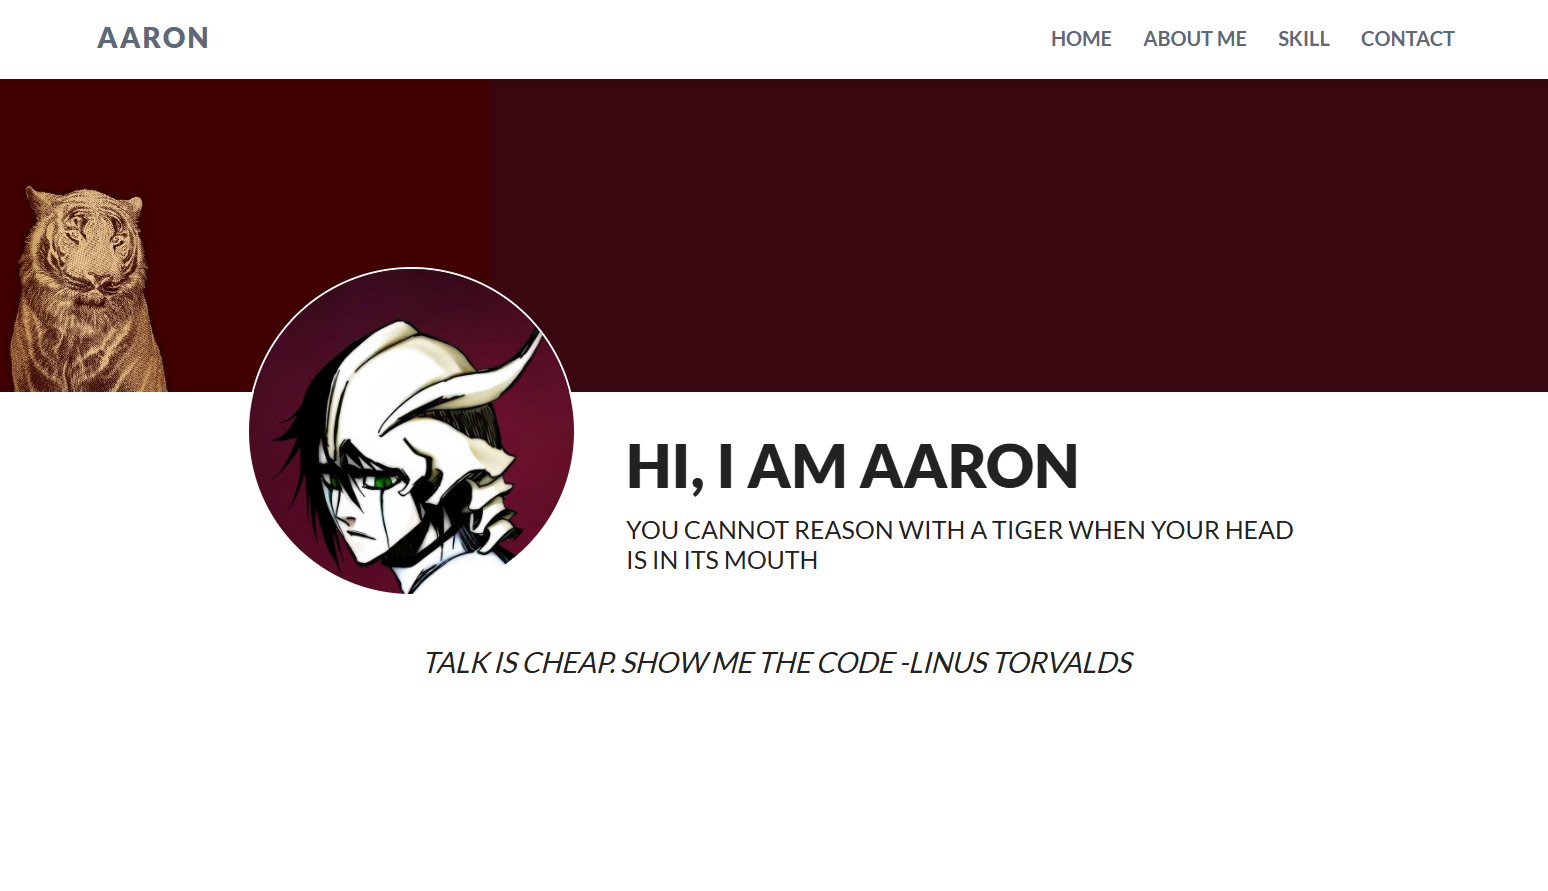 AARON
HOME ABOUT ME SKILL CONTACT
HI, I AM AARON
YOU CANNOT REASON WITH A TIGER WHEN YOUR HEAD
IS IN ITS MOUTH
TALK IS CHEAP. SHOW ME THE CODE -LINUS TORVALDS